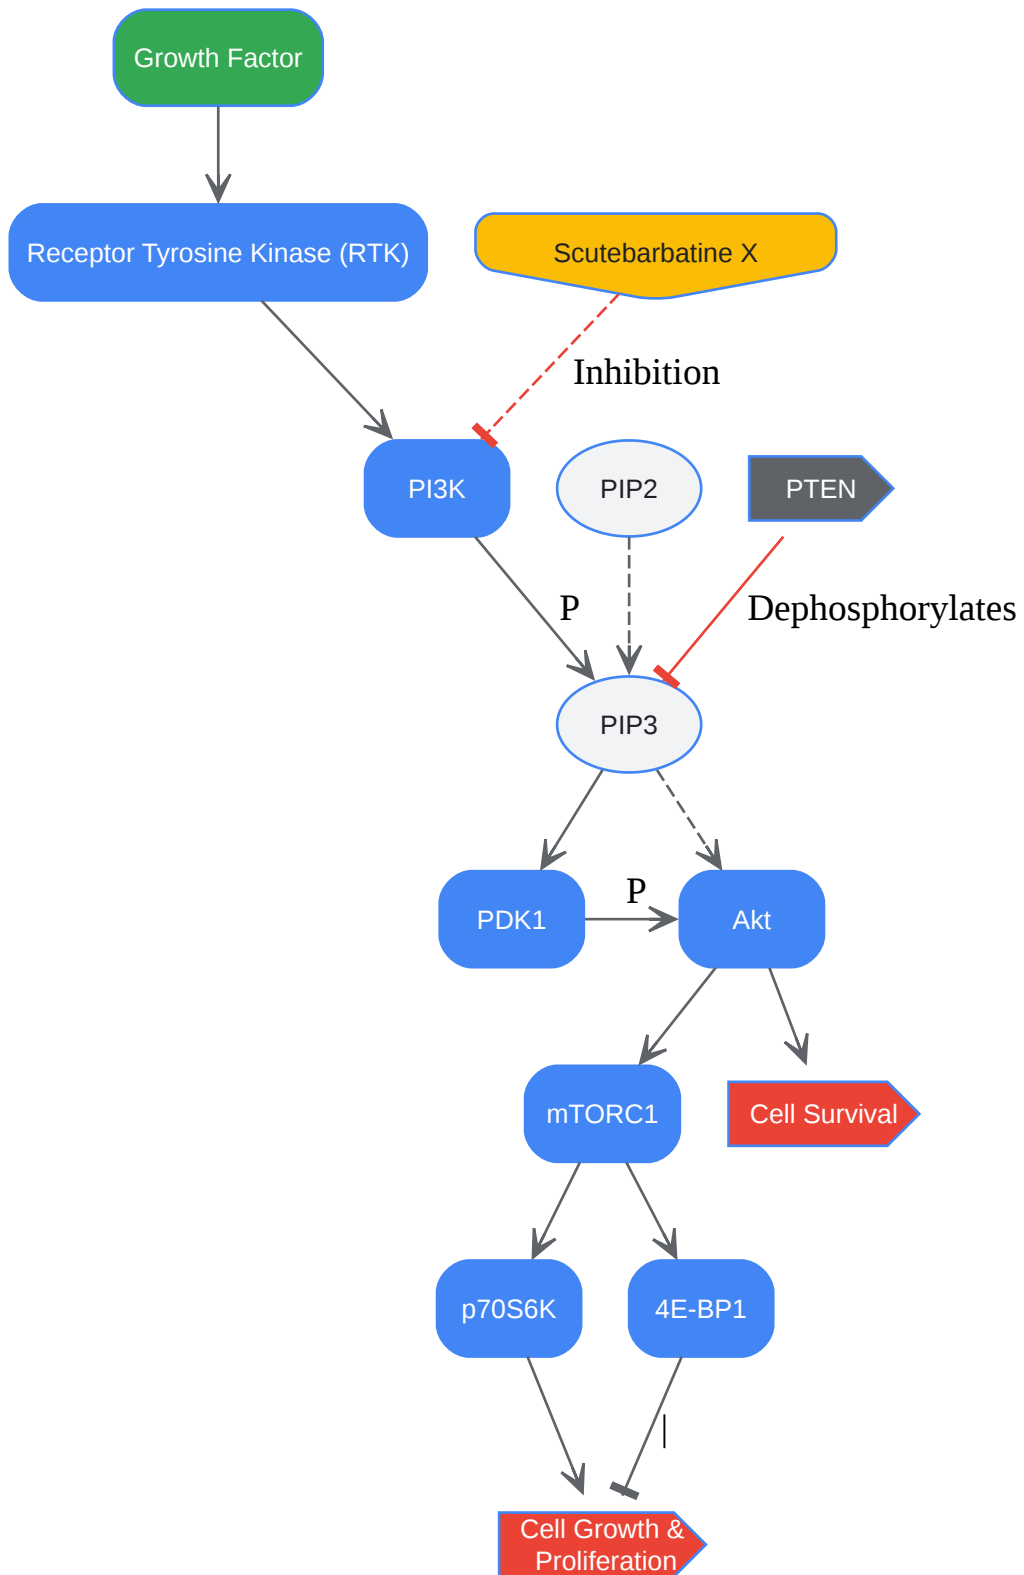 Growth Factor
Receptor Tyrosine Kinase (RTK)
Scutebarbatine X
Inhibition
PI3K
PIP2
PTEN
P
Dephosphorylates
PIP3
P
PDK1
Akt
mTORC1
Cell Survival
p70S6K
4E-BP1
|
Cell Growth &
Proliferation